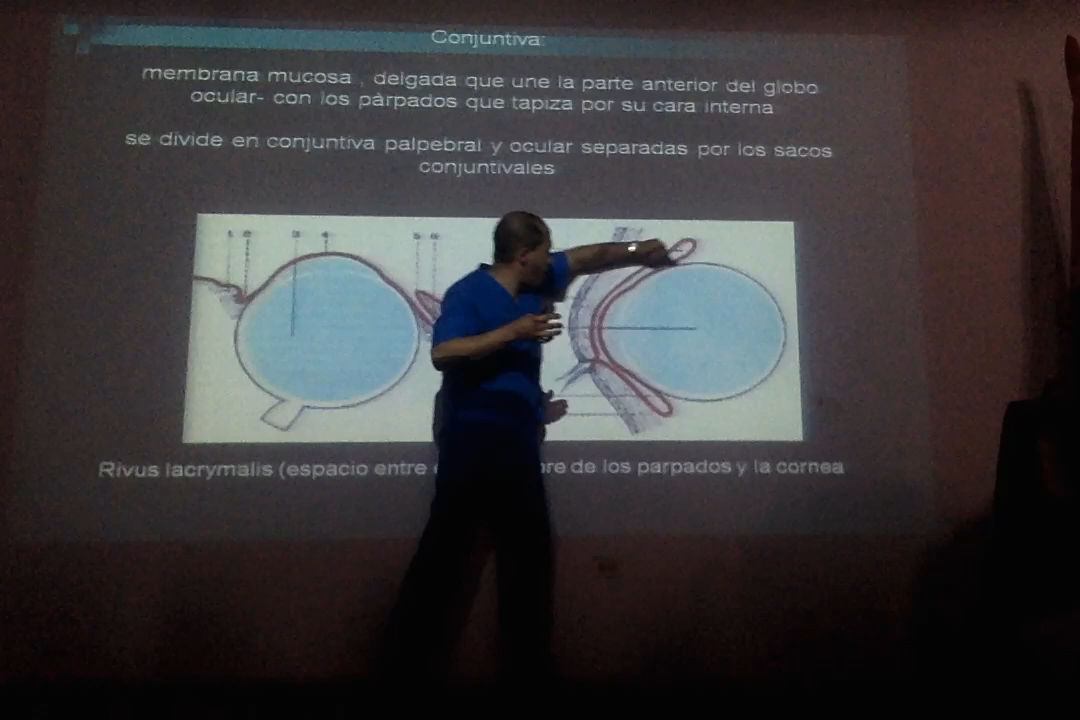 Conjuntiva:
membrana mucosa , delgada que une la parte anterior del globo
ocular- con los pàrpados que tapiza por su cara interna
se divide en conjuntiva palpebral y ocular separadas por los sacos
conjuntivales
Rivus lacrymalis (espacio entre de los parpados y la cornea